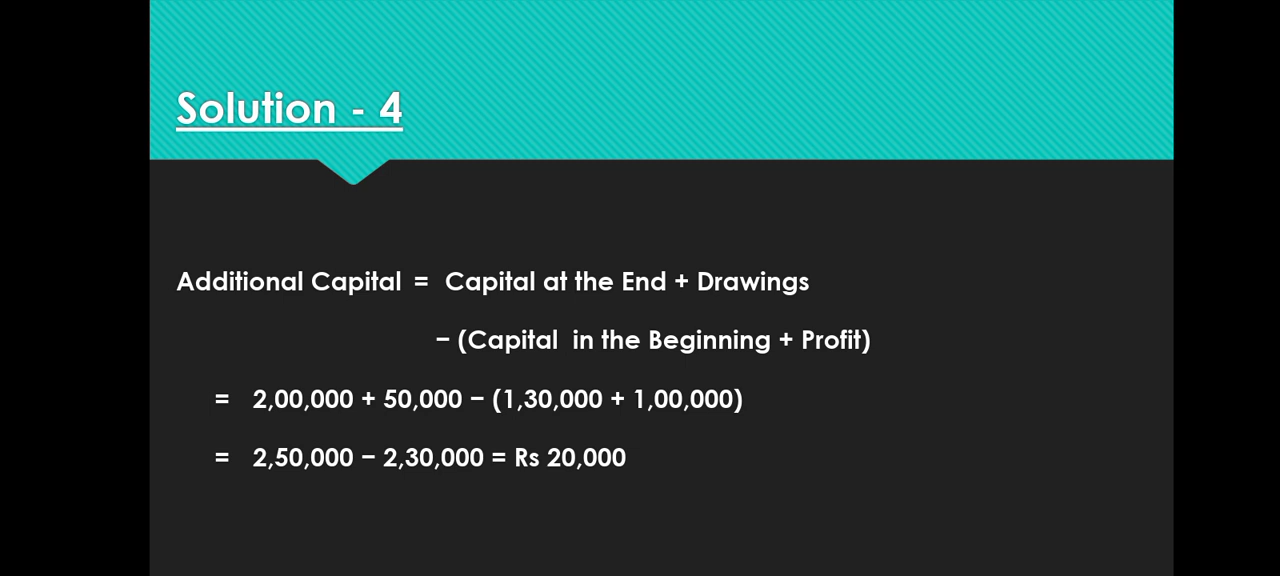 Solution - 4
Additional Capital = Capital at the End + Drawings
− (Capital in the Beginning + Profit)
= 2,00,000 + 50,000 − (1,30,000 + 1,00,000)
= 2,50,000 − 2,30,000 = Rs 20,000